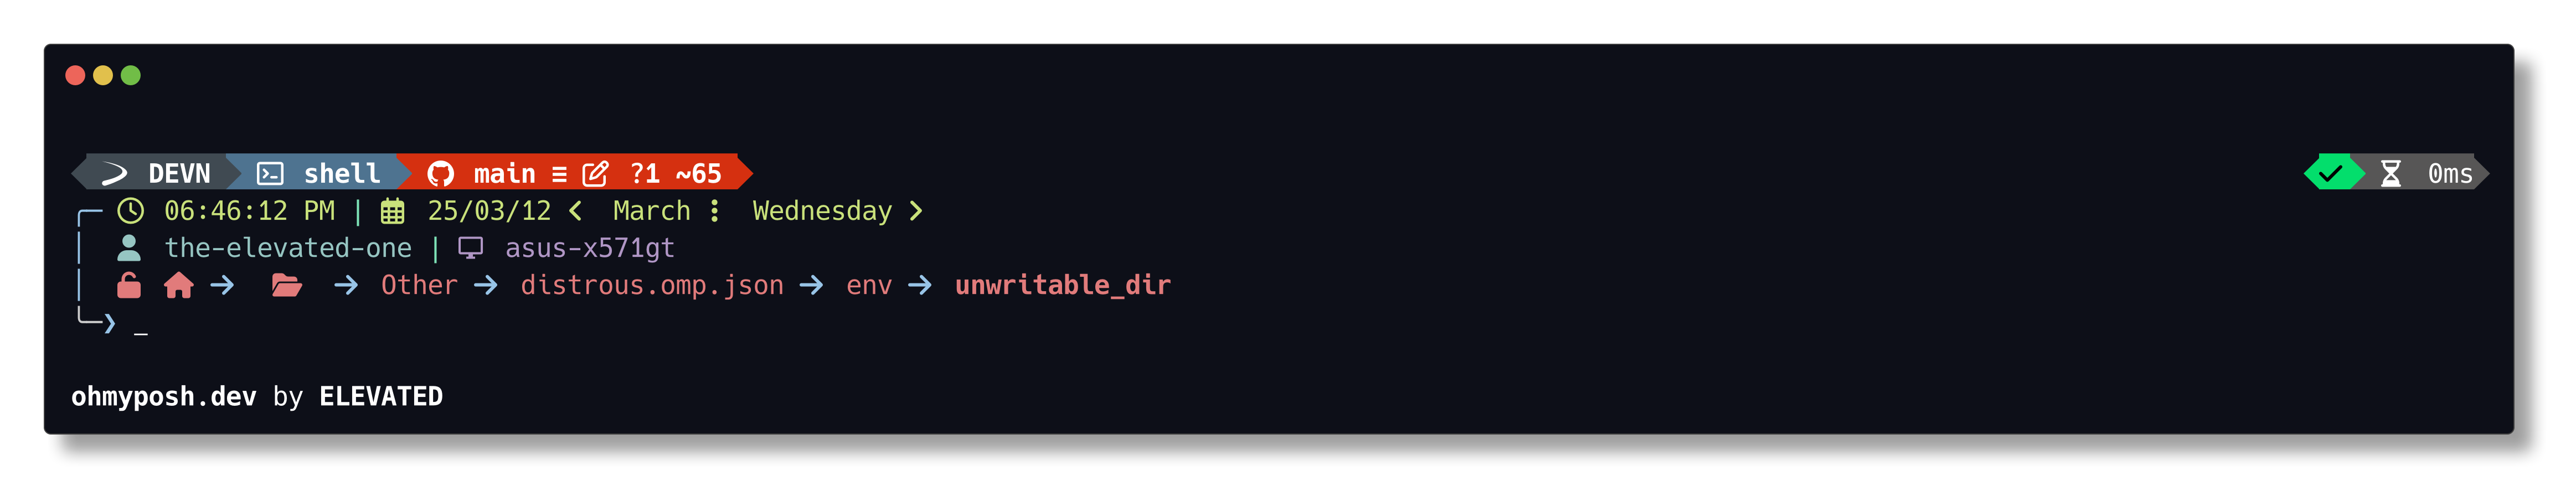 DEVN shell main ≡ ?1 ~65 0ms
06:46:12 PM | 25/03/12 < March ⋮ Wednesday >
the-elevated-one | asus-x571gt
→ → Other → distrous.omp.json → env → unwritable_dir
❯ _
ohmyposh.dev by ELEVATED